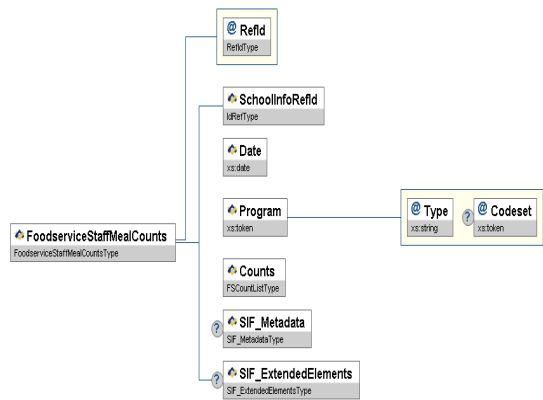 @ RefId
RefIdType
SchoolInfoRefId
IdRefType
Date
xs:date
Program
xs:token
@ Type
xs:string
? @ Codeset
xs:token
FoodserviceStaffMealCounts
FoodserviceStaffMealCountsType
Counts
FSCountListType
? SIF_Metadata
SIF_MetadataType
? SIF_ExtendedElements
SIF_ExtendedElementsType